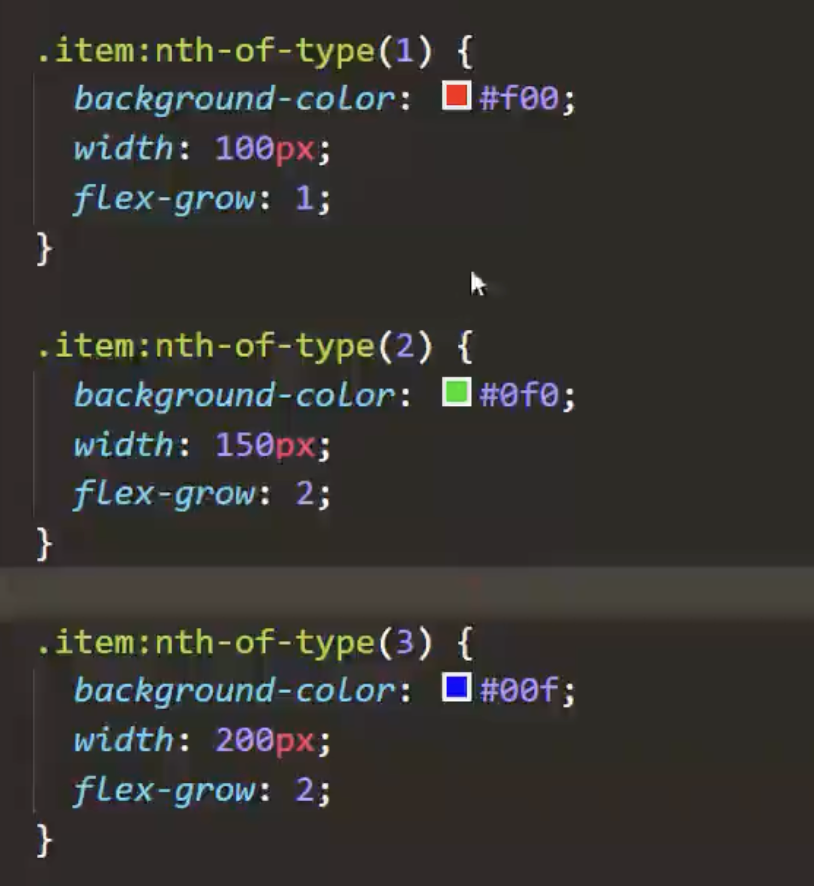 .item:nth-of-type(1) {
background-color: #f00;
width: 100px;
flex-grow: 1;
}
.item:nth-of-type(2) {
background-color: #0f0;
width: 150px;
flex-grow: 2;
}
.item:nth-of-type(3) {
background-color: #00f;
width: 200px;
flex-grow: 2;
}